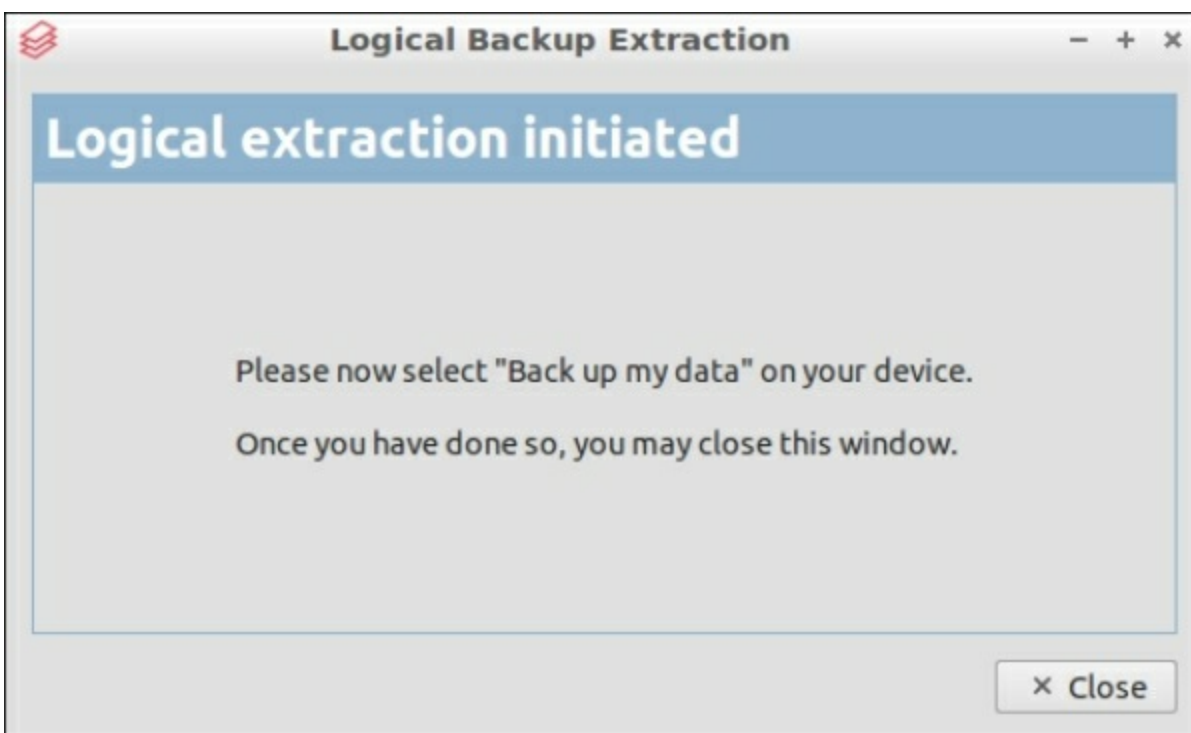 Logical Backup Extraction
Logical extraction initiated
Please now select "Back up my data" on your device.
Once you have done so, you may close this window.
Close